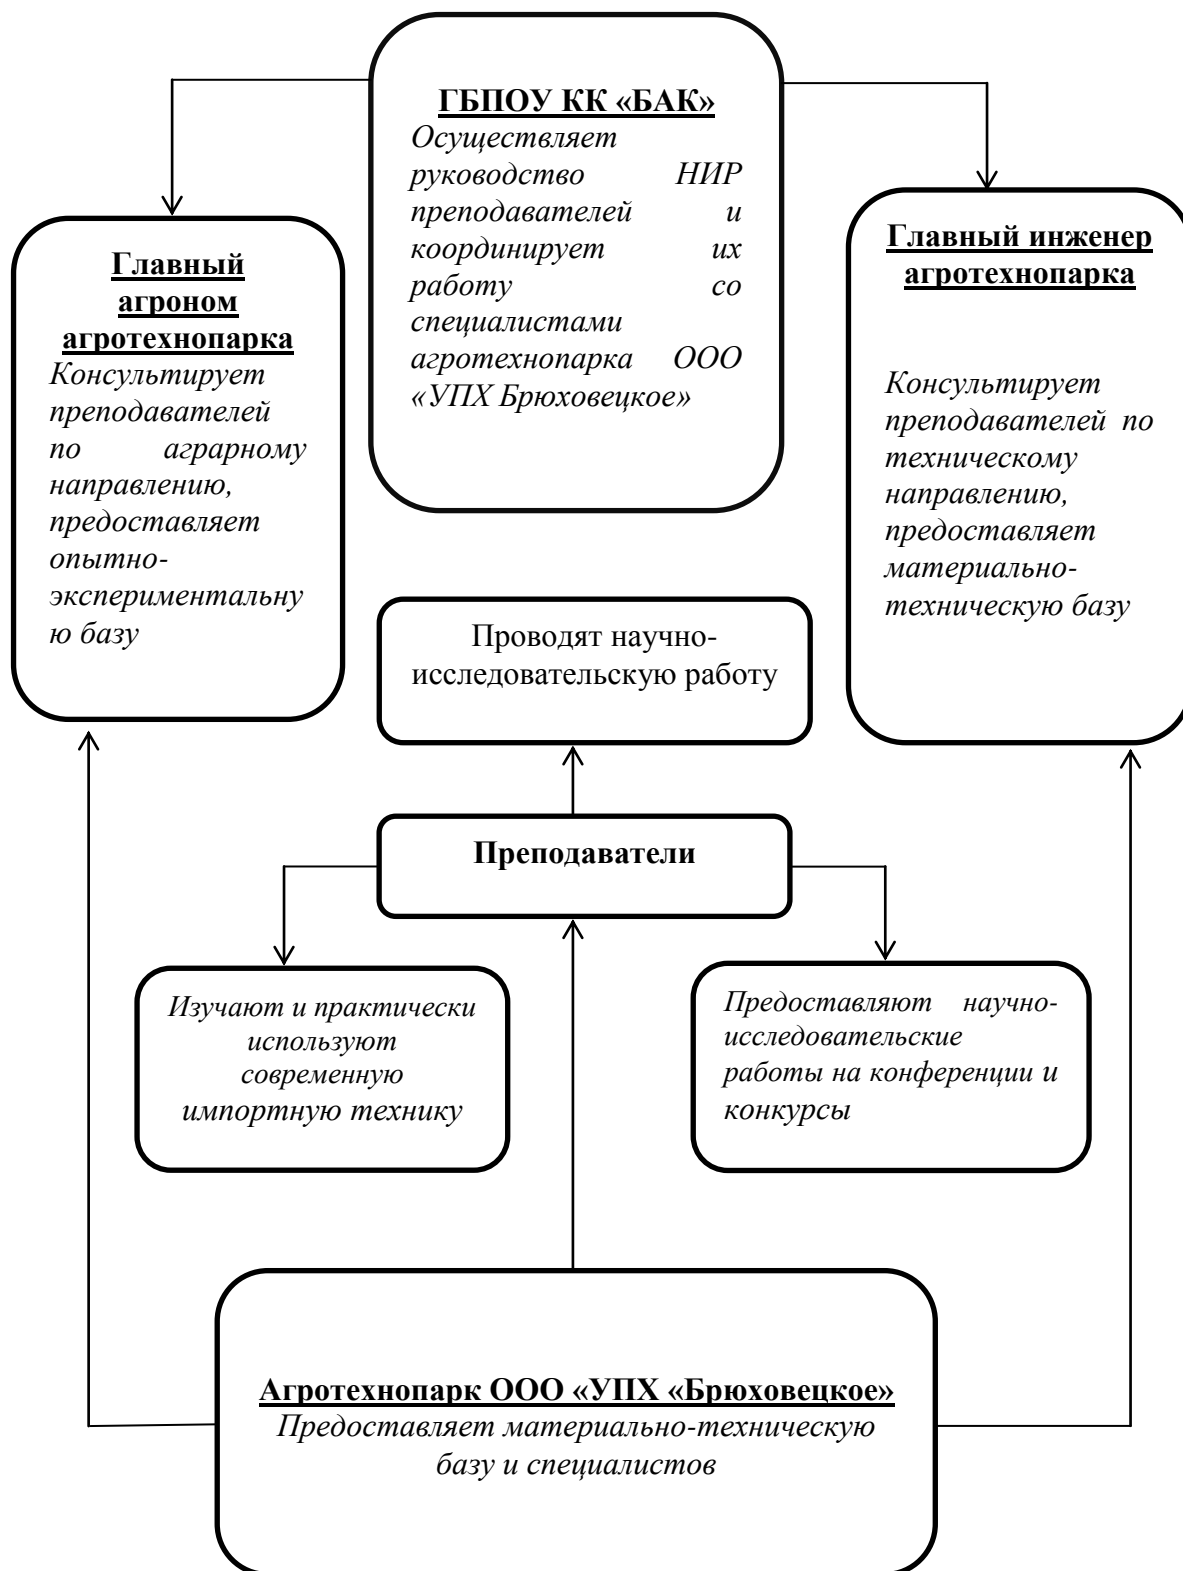 ГБПОУ КК «БАК»
Осуществляет
руководство НИР
преподавателей и
координирует их
работу со
специалистами
агротехнопарка ООО
«УПХ Брюховецкое»
Главный
агроном
агротехнопарка
Консультирует
преподавателей
по аграрному
направлению,
предоставляет
опытно-
экспериментальну
ю базу
Главный инженер
агротехнопарка
Консультирует
преподавателей по
техническому
направлению,
предоставляет
материально-
техническую базу
Проводят научно-
исследовательскую работу
Преподаватели
Изучают и практически
используют
современную
импортную технику
Предоставляют научно-
исследовательские
работы на конференции и
конкурсы
Агротехнопарк ООО «УПХ «Брюховецкое»
Предоставляет материально-техническую
базу и специалистов